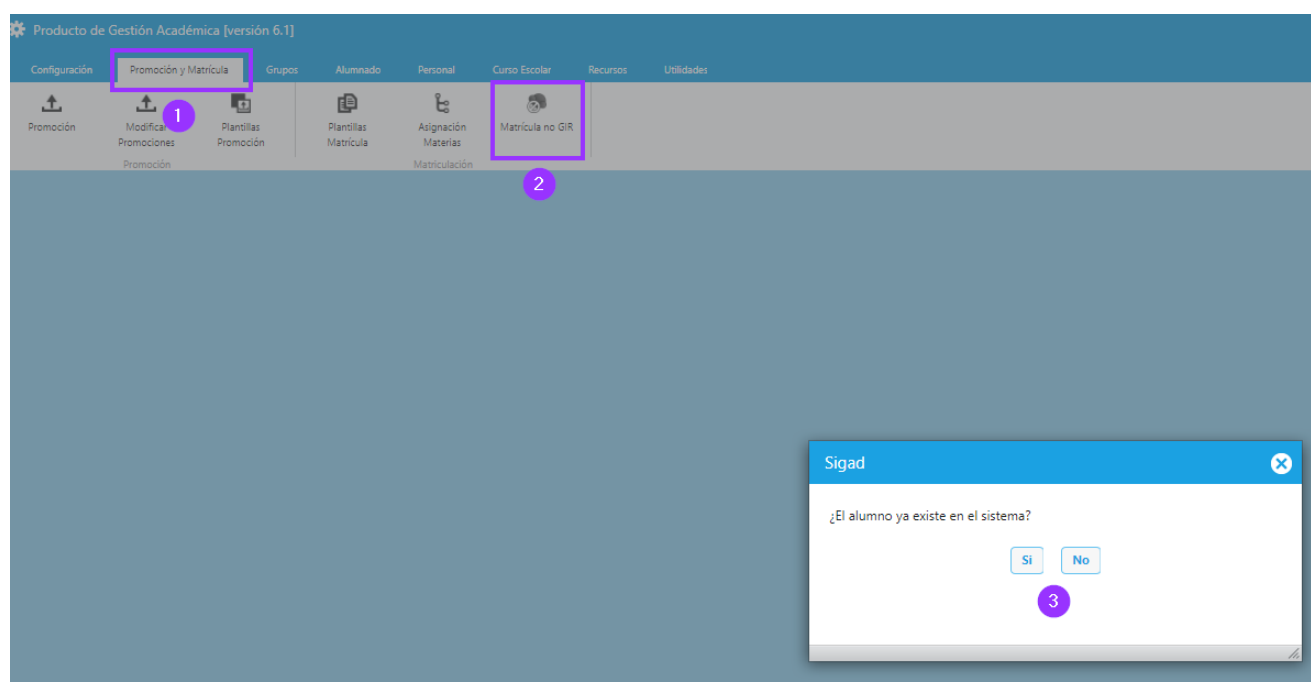 Producto de Gestión Académica [versión 6.1]
Configuración Promoción y Matrícula Grupos Alumnado Personal Curso Escolar Recursos Utilidades
Promoción Modificar Promociones Plantillas Promoción Plantillas Matrícula Asignación Materias Matrícula no GIR
Promoción Matriculación
1
2
Sigad
¿El alumno ya existe en el sistema?
Si No
3